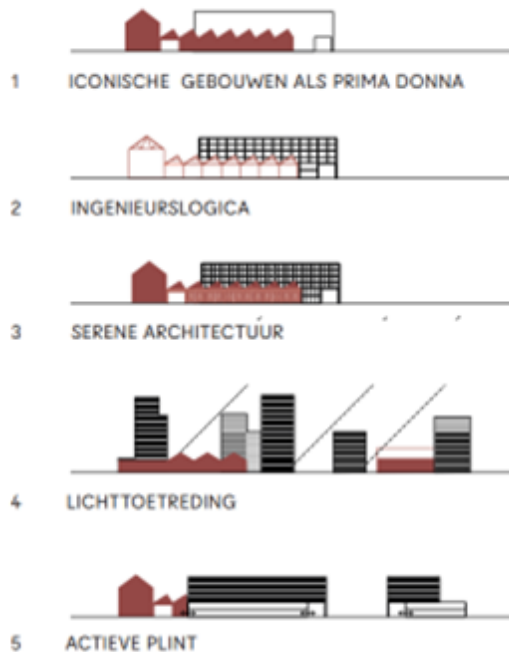 1 ICONISCHE GEBOUWEN ALS PRIMA DONNA
2 INGENIEURSLOGICA
3 SERENE ARCHITECTUUR
4 LICHTTOETREDING
5 ACTIEVE PLINT